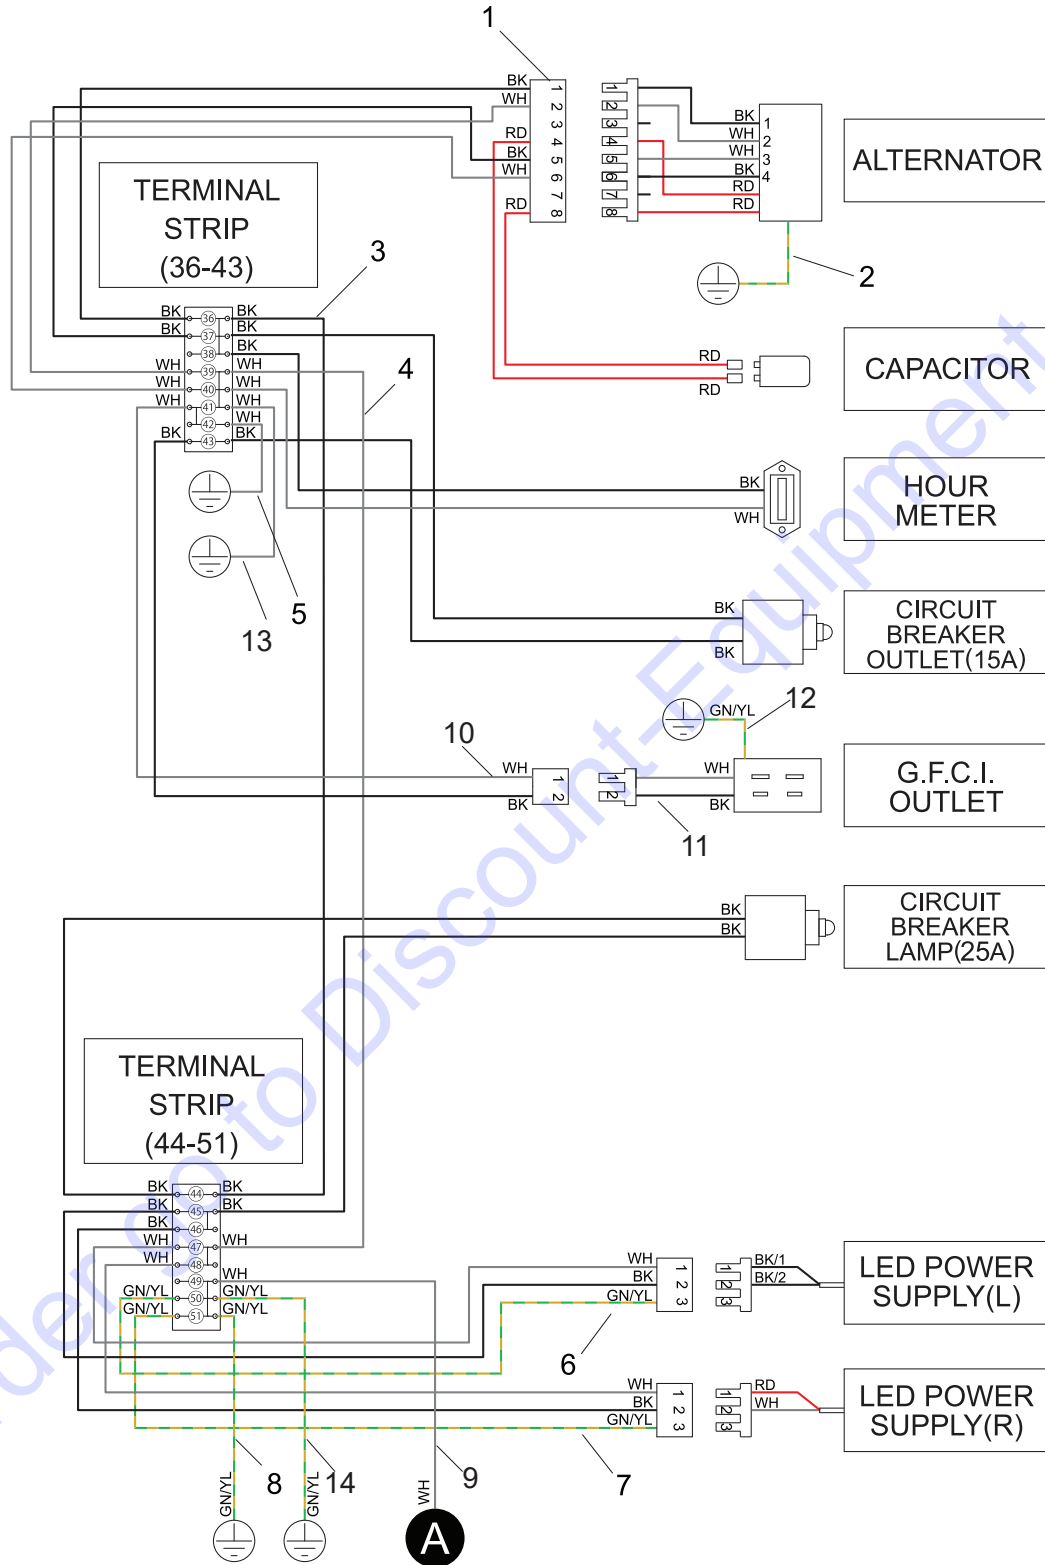 1
BK
WH
RD
BK
WH
RD
1
2
3
4
5
6
7
8
1
2
3
4
5
6
7
8
BK
WH
WH
BK
RD
RD
1
2
3
4
ALTERNATOR
2
TERMINAL
STRIP
(36-43)
3
BK
BK
WH
WH
WH
BK
36
37
38
39
40
41
42
43
BK
BK
BK
WH
WH
WH
WH
BK
4
RD
RD
CAPACITOR
5
13
BK
WH
HOUR
METER
BK
BK
CIRCUIT
BREAKER
OUTLET(15A)
GN/YL
12
10
WH
BK
1
2
1
2
WH
BK
11
G.F.C.I.
OUTLET
BK
BK
CIRCUIT
BREAKER
LAMP(25A)
TERMINAL
STRIP
(44-51)
BK
BK
BK
WH
WH
GN/YL
GN/YL
44
45
46
47
48
49
50
51
BK
BK
WH
WH
GN/YL
GN/YL
WH
BK
GN/YL
1
2
3
1
2
3
BK/1
BK/2
LED POWER
SUPPLY(L)
6
WH
BK
GN/YL
1
2
3
1
2
3
RD
WH
LED POWER
SUPPLY(R)
7
8
14
9
GN/YL
GN/YL
WH
A
der go to Discount-Equipment